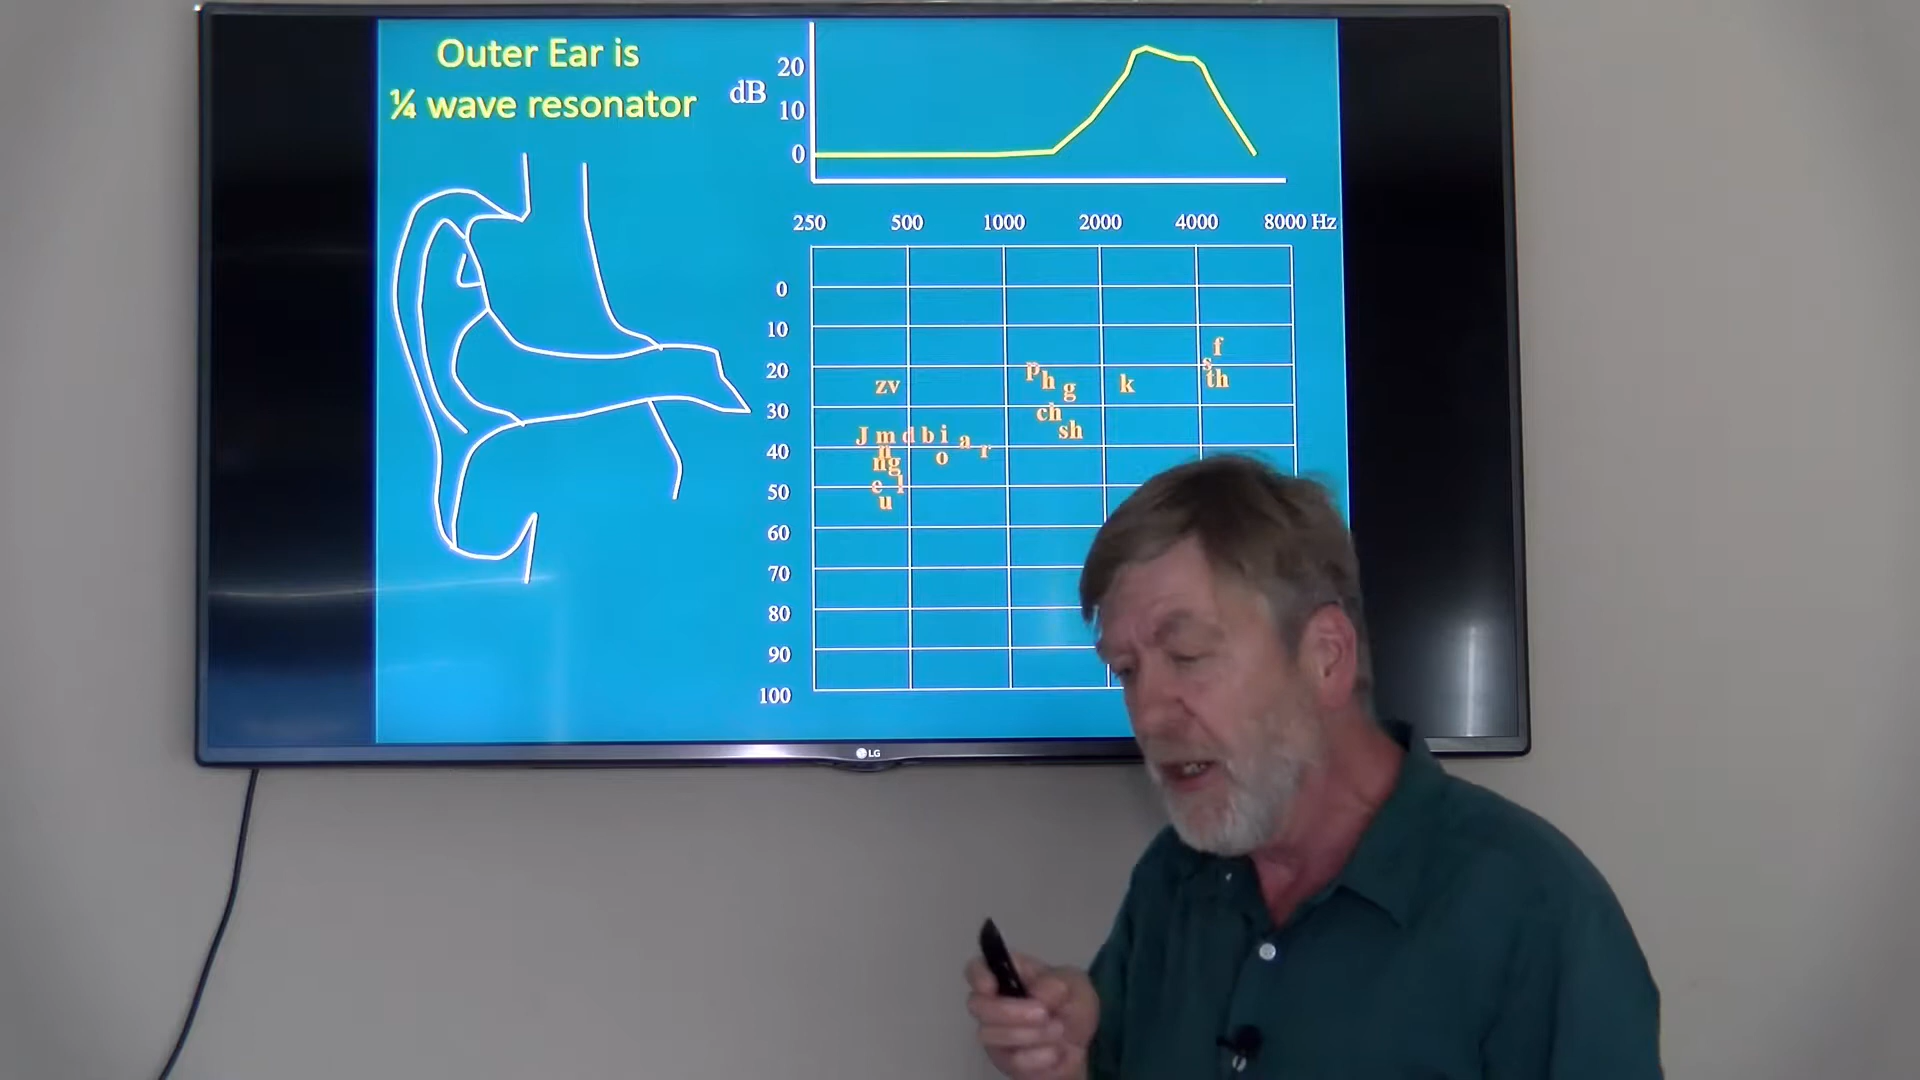 Outer Ear is
¼ wave resonator
dB
20
10
0
250 500 1000 2000 4000 8000 Hz
0
10
20
30
40
50
60
70
80
90
100
f
s
p h g k th
zv
ch
sh
J m d b i a r
n
ng o
e l
u
LG